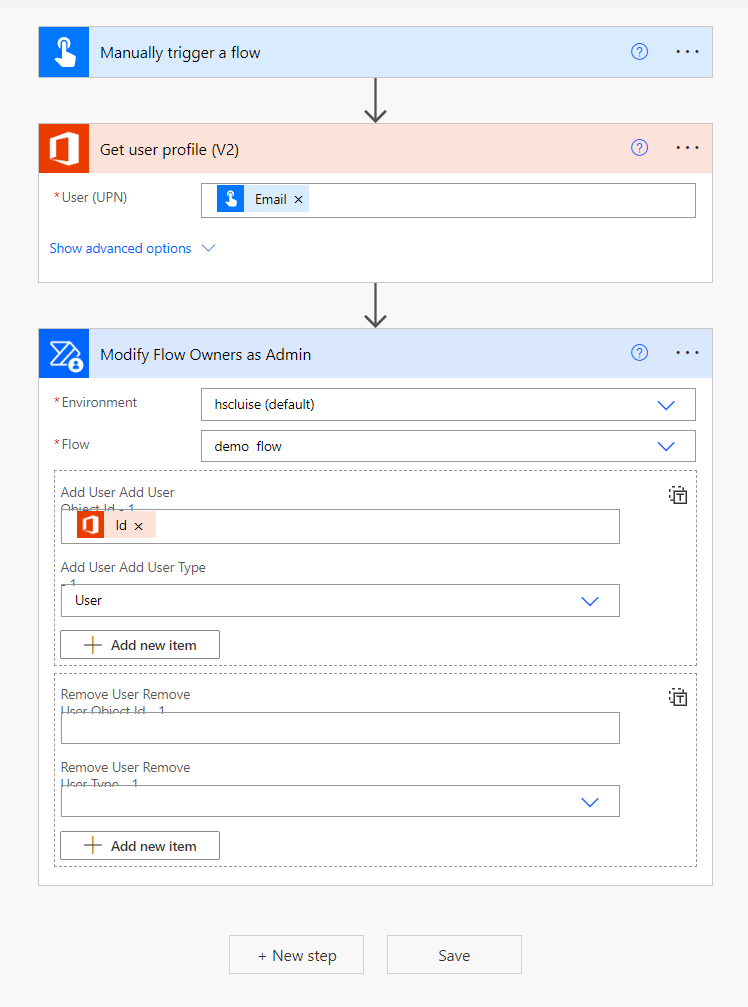 Manually trigger a flow
Get user profile (V2)
* User (UPN)
Email ×
Show advanced options
Modify Flow Owners as Admin
* Environment
hscluise (default)
* Flow
demo flow
Add User Add User
Object Id - 1
Id ×
Add User Add User Type
- 1
User
+ Add new item
Remove User Remove
User Object Id - 1
Remove User Remove
User Type - 1
+ Add new item
+ New step
Save